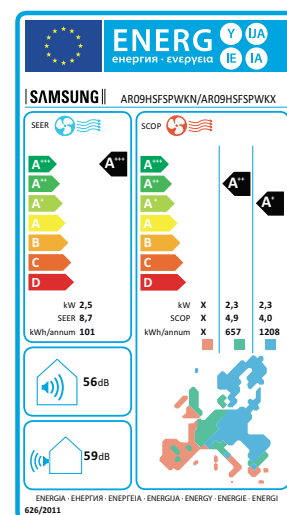 ENERG Y IJA IE IA
енергия · ενεργεια
SAMSUNG AR09HSFSPWKN/AR09HSFSPWKX
SEER
A+++
A+++
A++
A+
A
B
C
D
kW 2,5
SEER 8,7
kWh/annum 101
SCOP
A+++
A++
A+
A
B
C
D
A++
A+
kW X 2,3 2,3
SCOP X 4,9 4,0
kWh/annum X 657 1208
56dB
59dB
ENERGIA · ЕНЕРГИЯ · ΕΝΕΡΓΕΙΑ · ENERGIJA · ENERGY · ENERGIE · ENERGI
626/2011